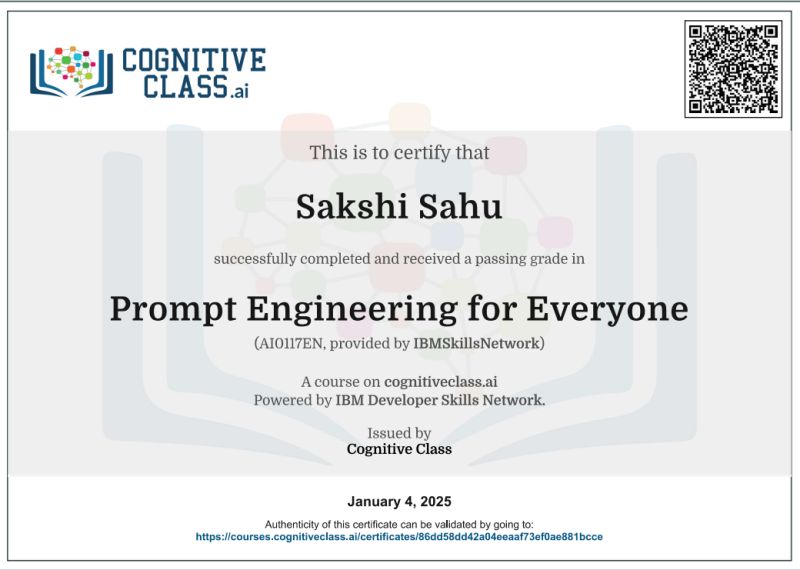 COGNITIVE
CLASS.ai
This is to certify that
Sakshi Sahu
successfully completed and received a passing grade in
Prompt Engineering for Everyone
(AI0117EN, provided by IBMSkillsNetwork)
A course on cognitiveclass.ai
Powered by IBM Developer Skills Network.
Issued by
Cognitive Class
January 4, 2025
Authenticity of this certificate can be validated by going to:
https://courses.cognitiveclass.ai/certificates/86dd58dd42a04eeaaf73ef0ae881bcce